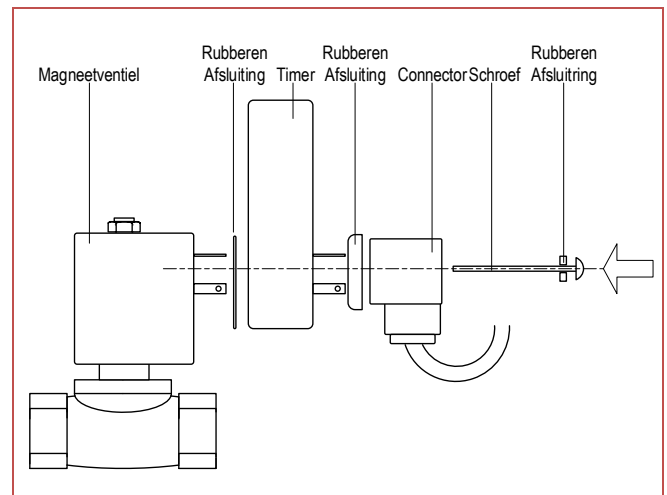 Magneetventiel
Rubberen
Afsluiting
Timer
Rubberen
Afsluiting
Connector
Schroef
Rubberen
Afsluitring